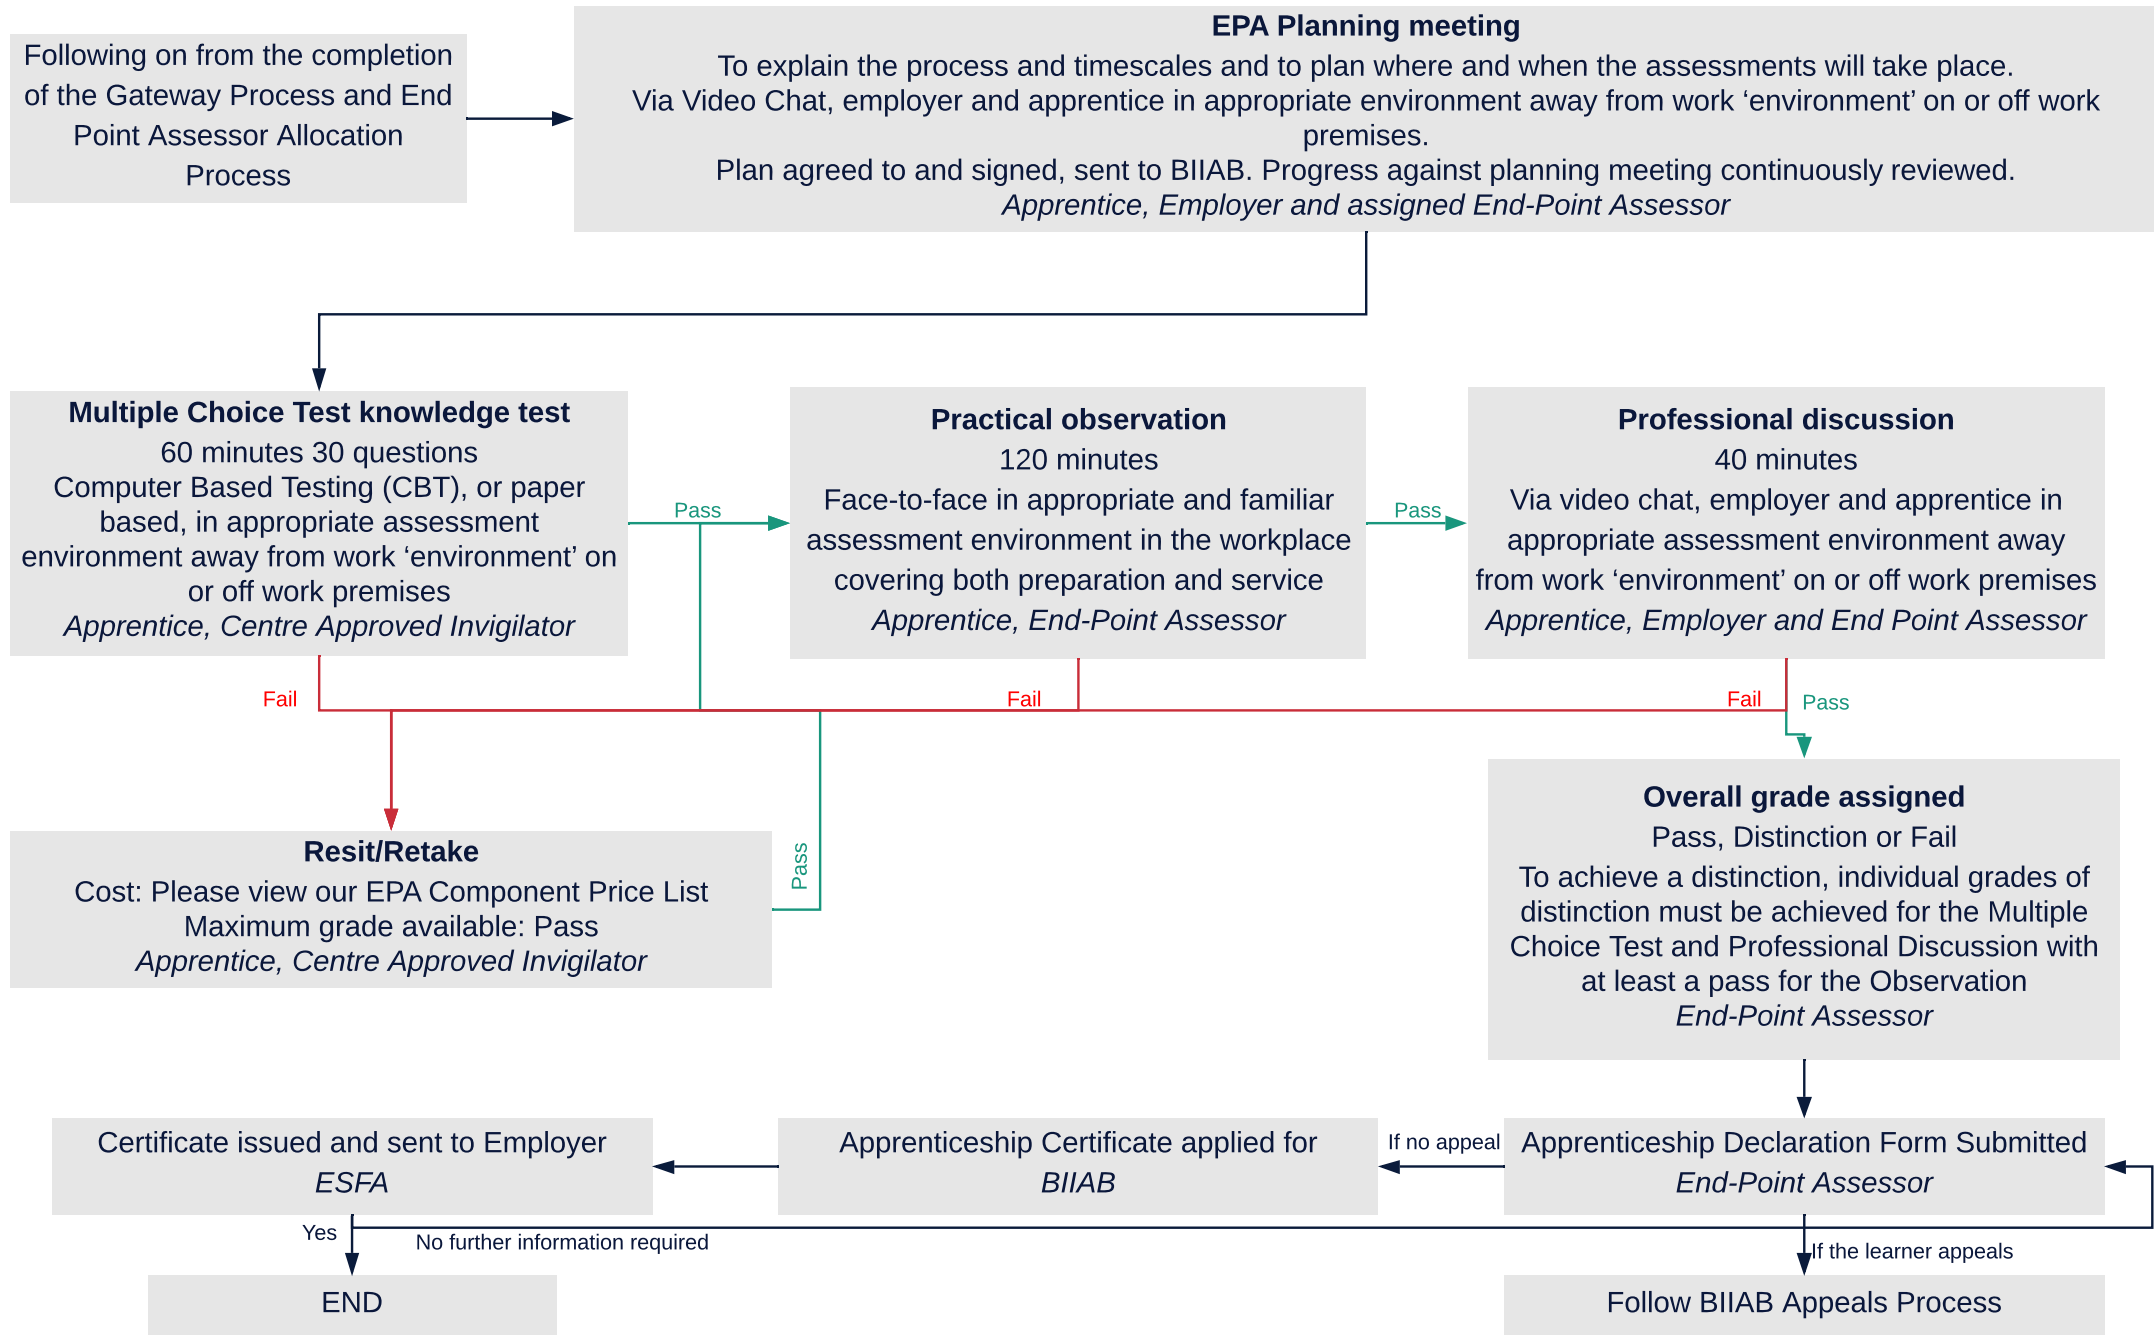 Following on from the completion
of the Gateway Process and End
Point Assessor Allocation
Process
EPA Planning meeting
To explain the process and timescales and to plan where and when the assessments will take place.
Via Video Chat, employer and apprentice in appropriate environment away from work ‘environment’ on or off work
premises.
Plan agreed to and signed, sent to BIIAB. Progress against planning meeting continuously reviewed.
Apprentice, Employer and assigned End-Point Assessor
Multiple Choice Test knowledge test
60 minutes 30 questions
Computer Based Testing (CBT), or paper
based, in appropriate assessment
environment away from work ‘environment’ on
or off work premises
Apprentice, Centre Approved Invigilator
Pass
Practical observation
120 minutes
Face-to-face in appropriate and familiar
assessment environment in the workplace
covering both preparation and service
Apprentice, End-Point Assessor
Pass
Professional discussion
40 minutes
Via video chat, employer and apprentice in
appropriate assessment environment away
from work ‘environment’ on or off work premises
Apprentice, Employer and End Point Assessor
Fail
Fail
Fail
Pass
Resit/Retake
Cost: Please view our EPA Component Price List
Maximum grade available: Pass
Apprentice, Centre Approved Invigilator
Pass
Overall grade assigned
Pass, Distinction or Fail
To achieve a distinction, individual grades of
distinction must be achieved for the Multiple
Choice Test and Professional Discussion with
at least a pass for the Observation
End-Point Assessor
Certificate issued and sent to Employer
ESFA
Apprenticeship Certificate applied for
BIIAB
If no appeal
Apprenticeship Declaration Form Submitted
End-Point Assessor
Yes
No further information required
If the learner appeals
END
Follow BIIAB Appeals Process